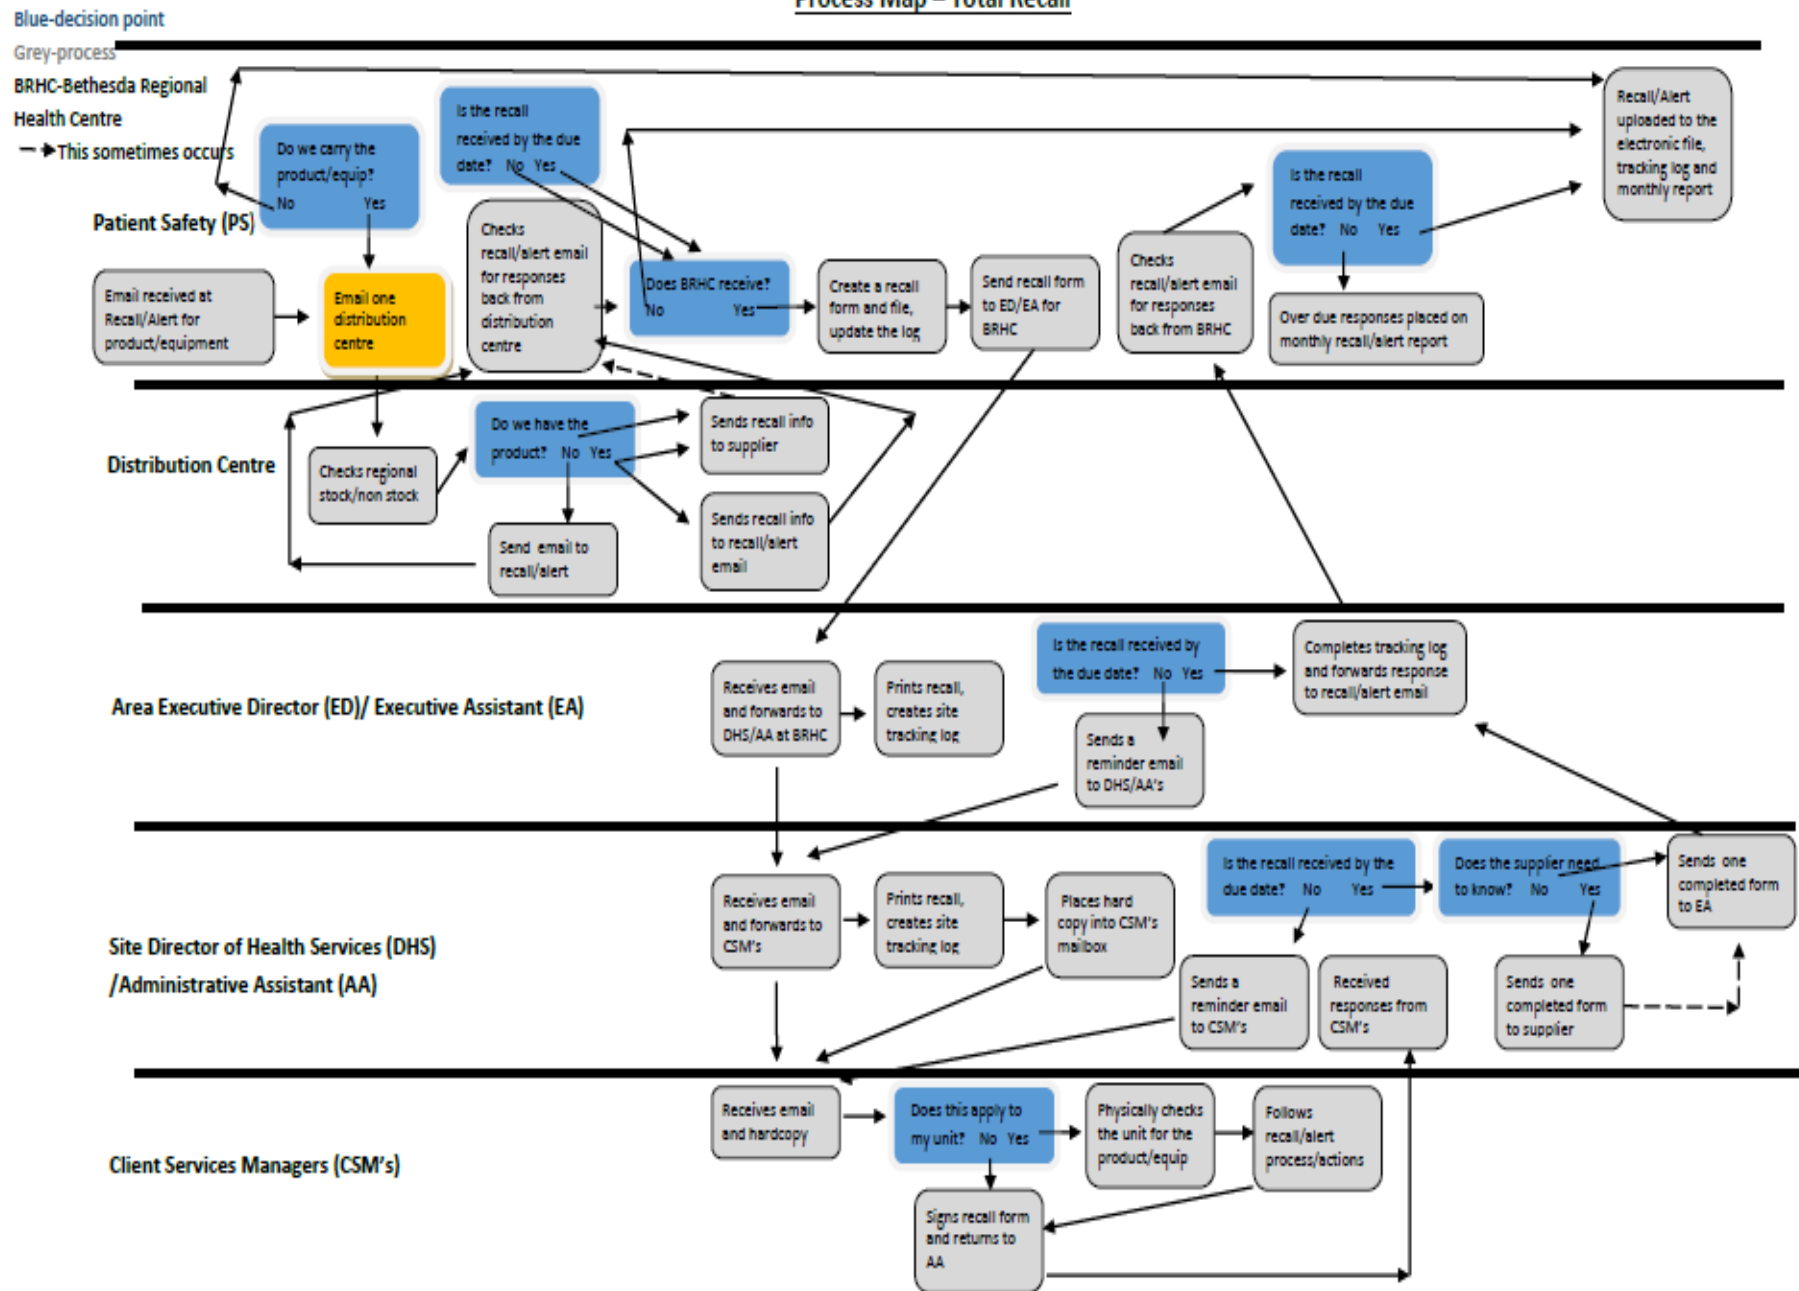 Process Map – Total Recall
Blue-decision point
Grey-process
BRHC-Bethesda Regional
Health Centre
This sometimes occurs
Patient Safety (PS)
Do we carry the
product/equip?
No Yes
Is the recall
received by the due
date? No Yes
Email received at
Recall/Alert for
product/equipment
Email one
distribution
centre
Checks
recall/alert email
for responses
back from
distribution
centre
Does BRHC receive?
No Yes
Create a recall
form and file,
update the log
Send recall form
to ED/EA for
BRHC
Checks
recall/alert email
for responses
back from BRHC
Is the recall
received by the due
date? No Yes
Over due responses placed on
monthly recall/alert report
Recall/Alert
uploaded to the
electronic file,
tracking log and
monthly report
Distribution Centre
Checks regional
stock/non stock
Do we have the
product? No Yes
Send email to
recall/alert
Sends recall info
to supplier
Sends recall info
to recall/alert
email
Area Executive Director (ED)/ Executive Assistant (EA)
Receives email
and forwards to
DHS/AA at BRHC
Prints recall,
creates site
tracking log
Is the recall received by
the due date? No Yes
Sends a
reminder email
to DHS/AA's
Completes tracking log
and forwards response
to recall/alert email
Site Director of Health Services (DHS)
/Administrative Assistant (AA)
Receives email
and forwards to
CSM's
Prints recall,
creates site
tracking log
Places hard
copy into CSM's
mailbox
Is the recall received by the
due date? No Yes
Sends a
reminder email
to CSM's
Received
responses from
CSM's
Does the supplier need
to know? No Yes
Sends one
completed form
to supplier
Sends one
completed form
to EA
Client Services Managers (CSM's)
Receives email
and hardcopy
Does this apply to
my unit? No Yes
Physically checks
the unit for the
product/equip
Follows
recall/alert
process/actions
Signs recall form
and returns to
AA